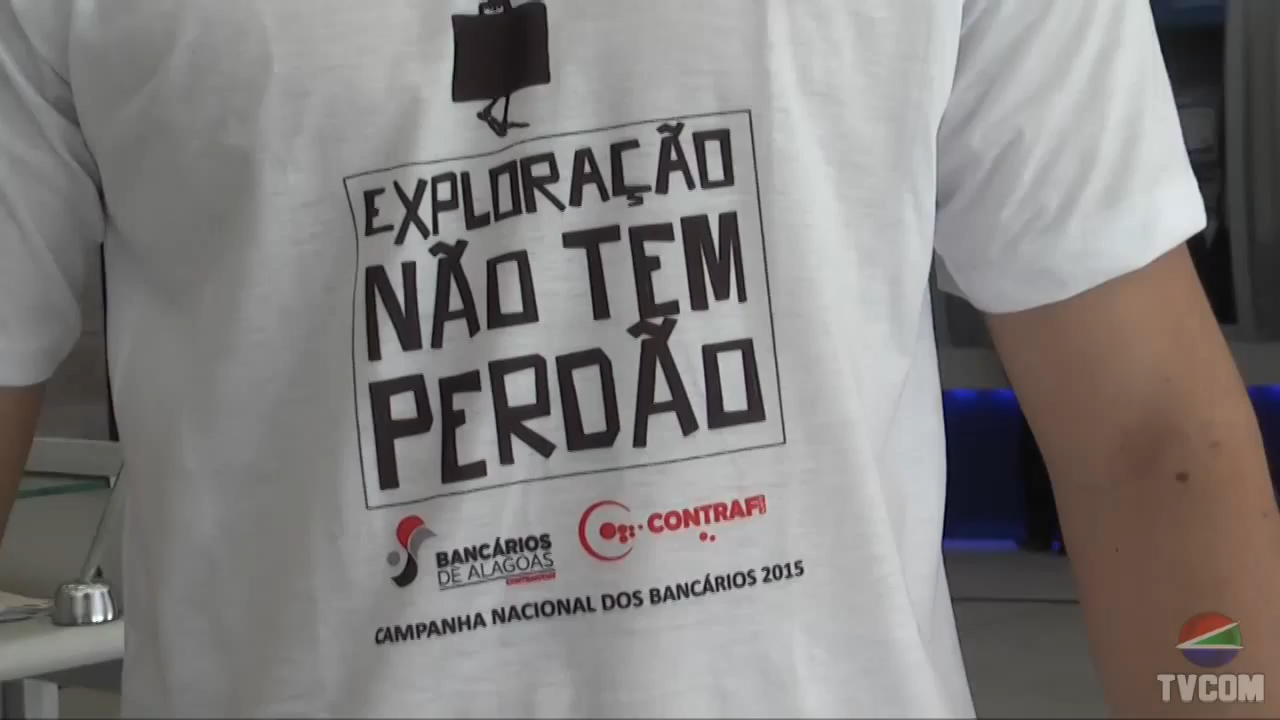 EXPLORAÇÃO
NÃO TEM
PERDÃO
BANCÁRIOS
DE ALAGOAS
CONTRAF
CAMPANHA NACIONAL DOS BANCÁRIOS 2015
TVCOM